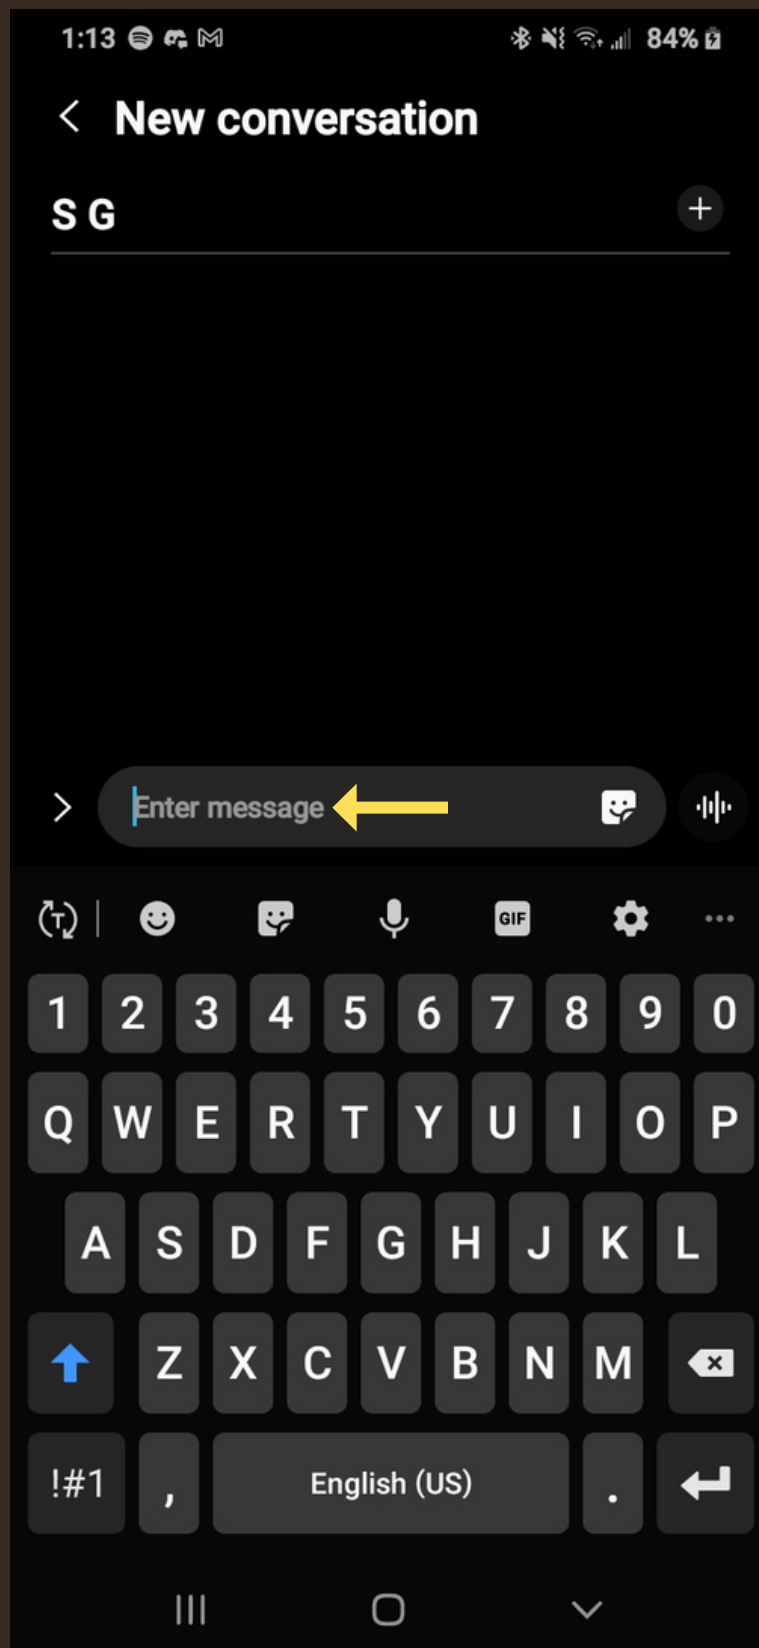 1:13 84%
New conversation
S G
Enter message
T GIF
1 2 3 4 5 6 7 8 9 0
Q W E R T Y U I O P
A S D F G H J K L
Z X C V B N M
!#1 , English (US) .